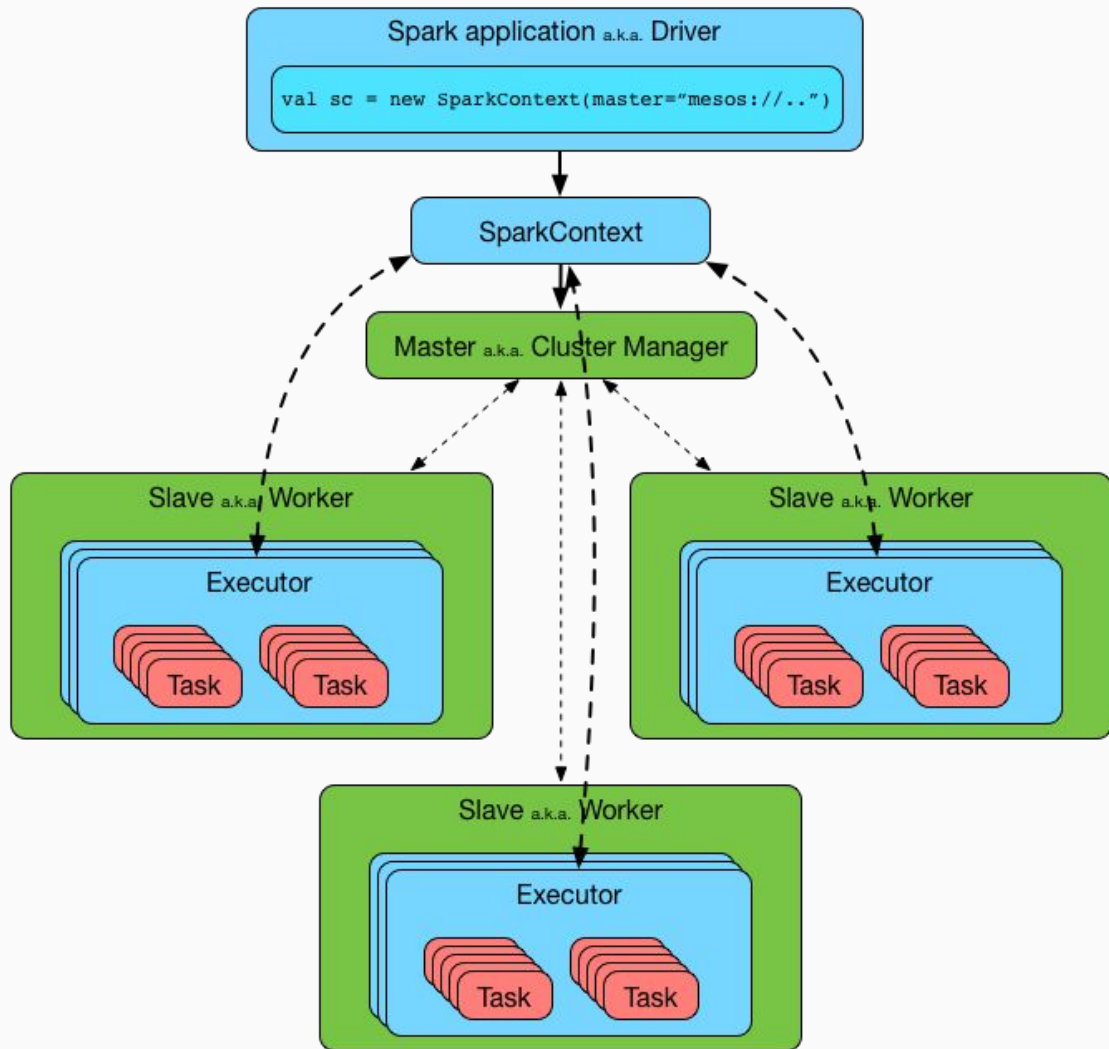 Spark application a.k.a. Driver
val sc = new SparkContext(master=“mesos://..”)
SparkContext
Master a.k.a. Cluster Manager
Slave a.k.a. Worker
Executor
Task
Task
Slave a.k.a. Worker
Executor
Task
Task
Slave a.k.a. Worker
Executor
Task
Task